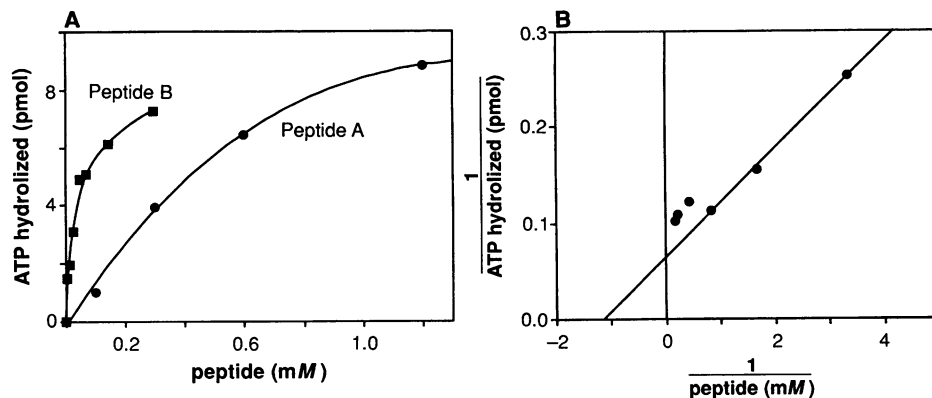 A
ATP hydrolized (pmol)
8
4
0
Peptide B
Peptide A
0.2
0.6
1.0
peptide (mM)
B
1
ATP hydrolized (pmol)
0.3
0.2
0.1
0.0
−2
0
2
4
1
peptide (mM)